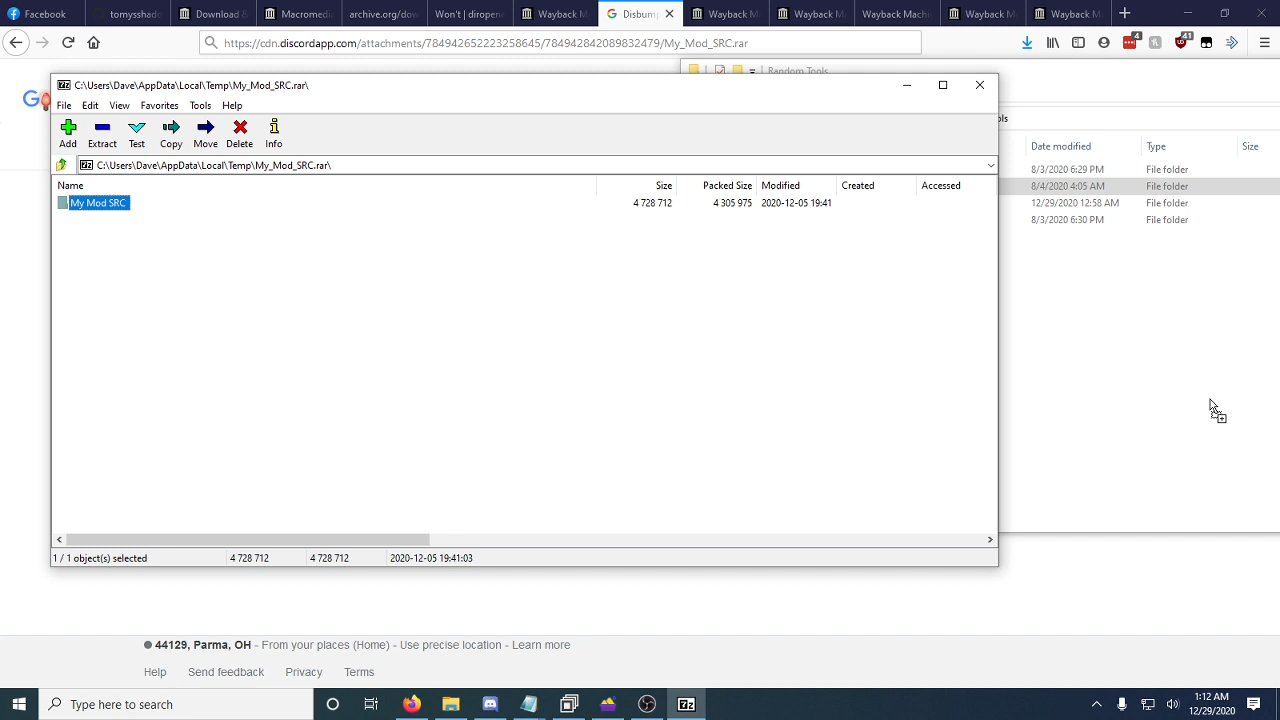 Facebook
tomysshado
Download &
Macromedi
archive.org/dow
Won't | diropen
Wayback M
Disbump
Wayback M
Wayback M
Wayback Machin
Wayback M
Wayback M
https://cdn.discordapp.com/attachments/784942652223258645/784942842089832479/My_Mod_SRC.rar
4
41
Random Tools
C:\Users\Dave\AppData\Local\Temp\My_Mod_SRC.rar\
File Edit View Favorites Tools Help
Add Extract Test Copy Move Delete Info
C:\Users\Dave\AppData\Local\Temp\My_Mod_SRC.rar\
Name Size Packed Size Modified Created Accessed
My Mod SRC 4 728 712 4 305 975 2020-12-05 19:41
1 / 1 object(s) selected 4 728 712 4 728 712 2020-12-05 19:41:03
ols
Date modified Type Size
8/3/2020 6:29 PM File folder
8/4/2020 4:05 AM File folder
12/29/2020 12:58 AM File folder
8/3/2020 6:30 PM File folder
44129, Parma, OH - From your places (Home) - Use precise location - Learn more
Help Send feedback Privacy Terms
Type here to search
1:12 AM
12/29/2020